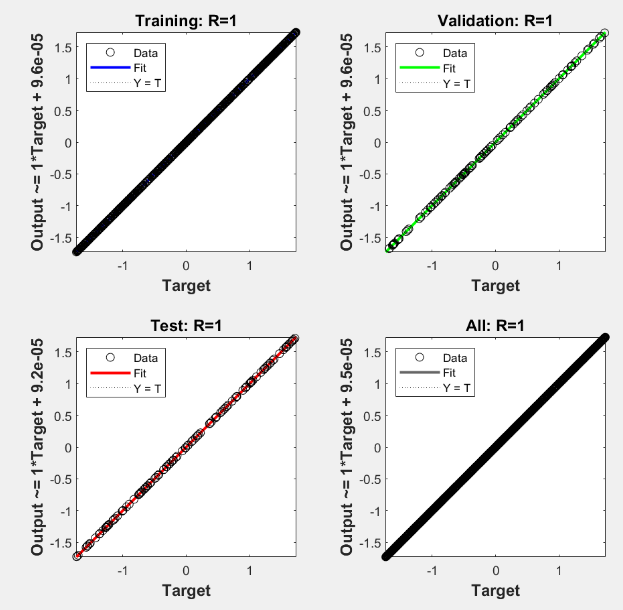 Training: R=1
Output ~= 1*Target + 9.6e-05
1.5
1
0.5
0
-0.5
-1
-1.5
Data
Fit
Y = T
-1
0
1
Target
Validation: R=1
Output ~= 1*Target + 9.6e-05
1.5
1
0.5
0
-0.5
-1
-1.5
Data
Fit
Y = T
-1
0
1
Target
Test: R=1
Output ~= 1*Target + 9.2e-05
1.5
1
0.5
0
-0.5
-1
-1.5
Data
Fit
Y = T
-1
0
1
Target
All: R=1
Output ~= 1*Target + 9.5e-05
1.5
1
0.5
0
-0.5
-1
-1.5
Data
Fit
Y = T
-1
0
1
Target